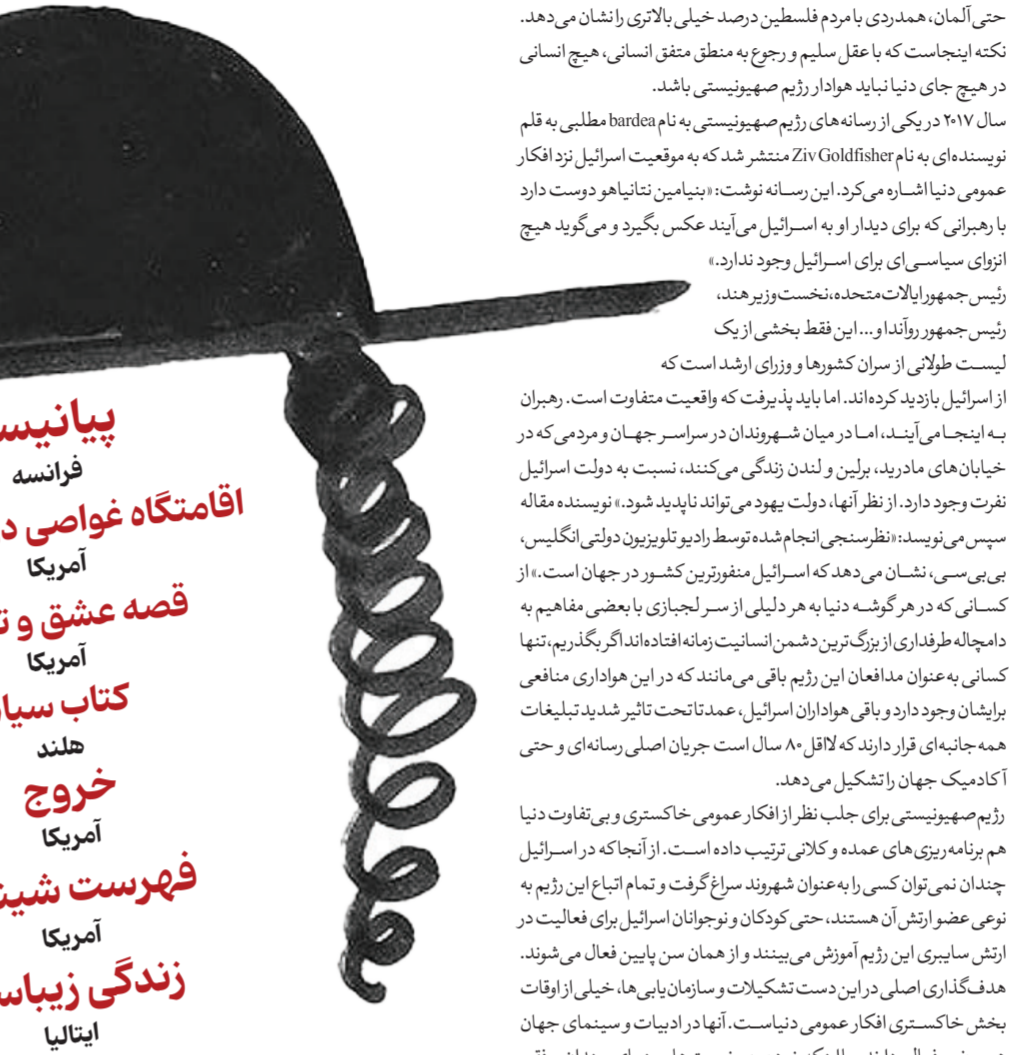 حتی آلمان، همدردی با مردم فلسطین درصد خیلی بالاتری را نشان می‌دهد.
نکته اینجاست که با عقل سلیم و رجوع به منطق متفق انسانی، هیچ انسانی
در هیچ جای دنیا نباید هوادار رژیم صهیونیستی باشد.
سال ۲۰۱۷ در یکی از رسانه‌های رژیم صهیونیستی به نام bardea مطلبی به قلم
نویسنده‌ای به نام Ziv Goldfisher منتشر شد که به موقعیت اسرائیل نزد افکار
عمومی دنیا اشاره می‌کرد. این رسانه نوشت: «بنیامین نتانیاهو دوست دارد
با رهبرانی که برای دیدار او به اسرائیل می‌آیند عکس بگیرد و می‌گوید هیچ
انزوای سیاسی‌ای برای اسرائیل وجود ندارد.»
رئیس جمهور ایالات متحده، نخست وزیر هند،
رئیس جمهور روآندا و... این فقط بخشی از یک
لیست طولانی از سران کشورها و وزرای ارشد است که
از اسرائیل بازدید کرده‌اند. اما باید پذیرفت که واقعیت متفاوت است. رهبران
به اینجا می‌آیند، اما در میان شهروندان در سراسر جهان و مردمی که در
خیابان‌های مادرید، برلین و لندن زندگی می‌کنند، نسبت به دولت اسرائیل
نفرت وجود دارد. از نظر آنها، دولت یهود می‌تواند ناپدید شود.» نویسنده مقاله
سپس می‌نویسد: «نظرسنجی انجام شده توسط رادیو تلویزیون دولتی انگلیس،
بی‌بی‌سی، نشان می‌دهد که اسرائیل منفورترین کشور در جهان است.» از
کسانی که در هر گوشه دنیا به هر دلیلی از سر لجبازی با بعضی مفاهیم به
دامچاله طرفداری از بزرگ‌ترین دشمن انسانیت زمانه افتاده‌اند اگر بگذریم، تنها
کسانی به‌عنوان مدافعان این رژیم باقی می‌مانند که در این هواداری منافعی
برایشان وجود دارد و باقی هواداران اسرائیل، عمدتا تحت تاثیر شدید تبلیغات
همه جانبه‌ای قرار دارند که لااقل ۸۰ سال است جریان اصلی رسانه‌ای و حتی
آکادمیک جهان را تشکیل می‌دهد.
رژیم صهیونیستی برای جلب نظر از افکار عمومی خاکستری و بی‌تفاوت دنیا
هم برنامه‌ریزی‌های عمده و کلانی ترتیب داده است. از آنجا که در اسرائیل
چندان نمی‌توان کسی را به‌عنوان شهروند سراغ گرفت و تمام اتباع این رژیم به
نوعی عضو ارتش آن هستند، حتی کودکان و نوجوانان اسرائیل برای فعالیت در
ارتش سایبری این رژیم آموزش می‌بینند و از همان سن پایین فعال می‌شوند.
هدف‌گذاری اصلی در این دست تشکیلات و سازمان‌یابی‌ها، خیلی از اوقات
بخش خاکستری افکار عمومی دنیاست. آنها در ادبیات و سینمای جهان
پیانیس
فرانسه
اقامتگاه غواصی د
آمریکا
قصه عشق و ت
آمریکا
کتاب سیا
هلند
خروج
آمریکا
فهرست شین
آمریکا
زندگی زیباس
ایتالیا